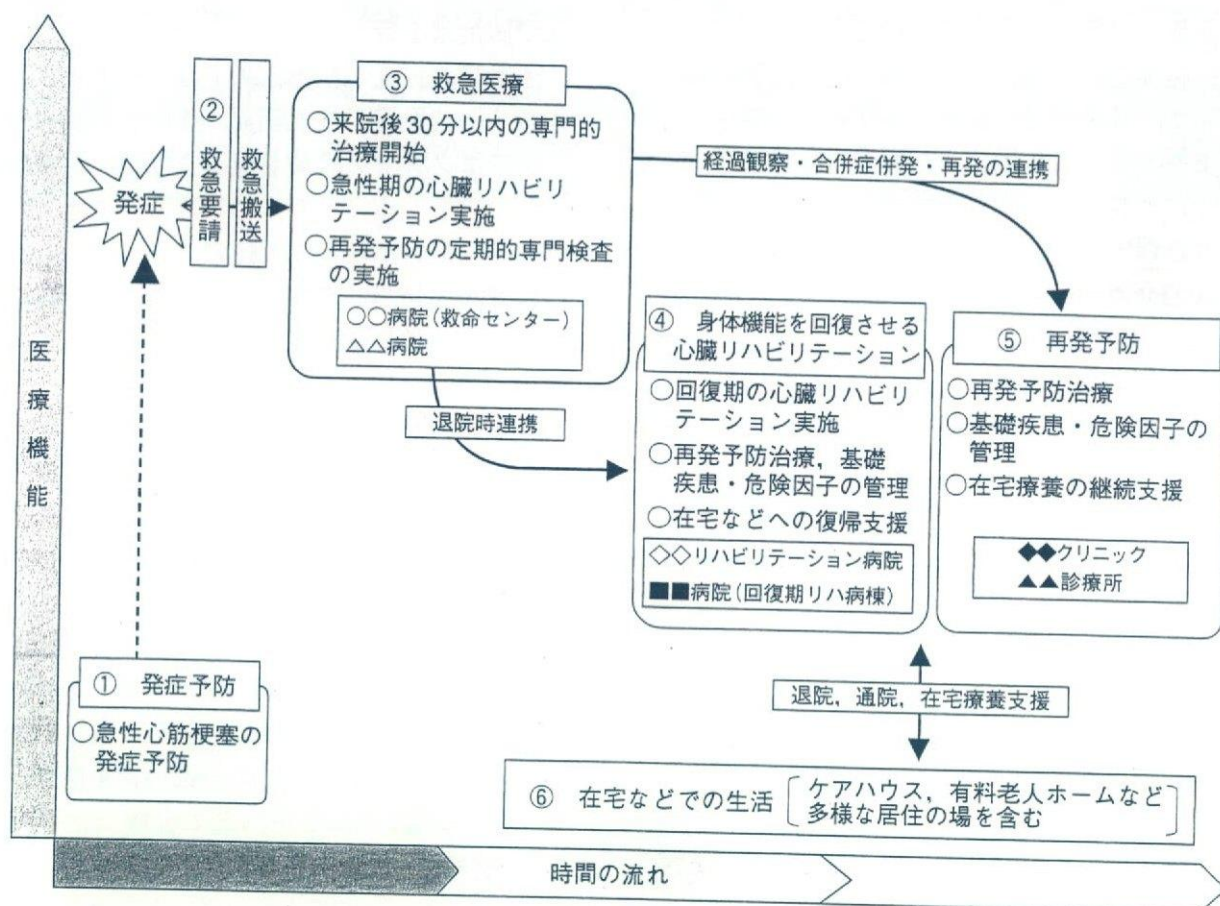 医療機能
発症
② 救急要請
救急搬送
③ 救急医療
○来院後30分以内の専門的
治療開始
○急性期の心臓リハビリ
テーション実施
○再発予防の定期的専門検査
の実施
○○病院(救命センター)
△△病院
経過観察・合併症併発・再発の連携
退院時連携
④ 身体機能を回復させる
心臓リハビリテーション
○回復期の心臓リハビリ
テーション実施
○再発予防治療,基礎
疾患・危険因子の管理
○在宅などへの復帰支援
◇◇リハビリテーション病院
■■病院(回復期リハ病棟)
⑤ 再発予防
○再発予防治療
○基礎疾患・危険因子の
管理
○在宅療養の継続支援
◆◆クリニック
▲▲診療所
① 発症予防
○急性心筋梗塞の
発症予防
退院,通院,在宅療養支援
⑥ 在宅などでの生活
ケアハウス,有料老人ホームなど
多様な居住の場を含む
時間の流れ